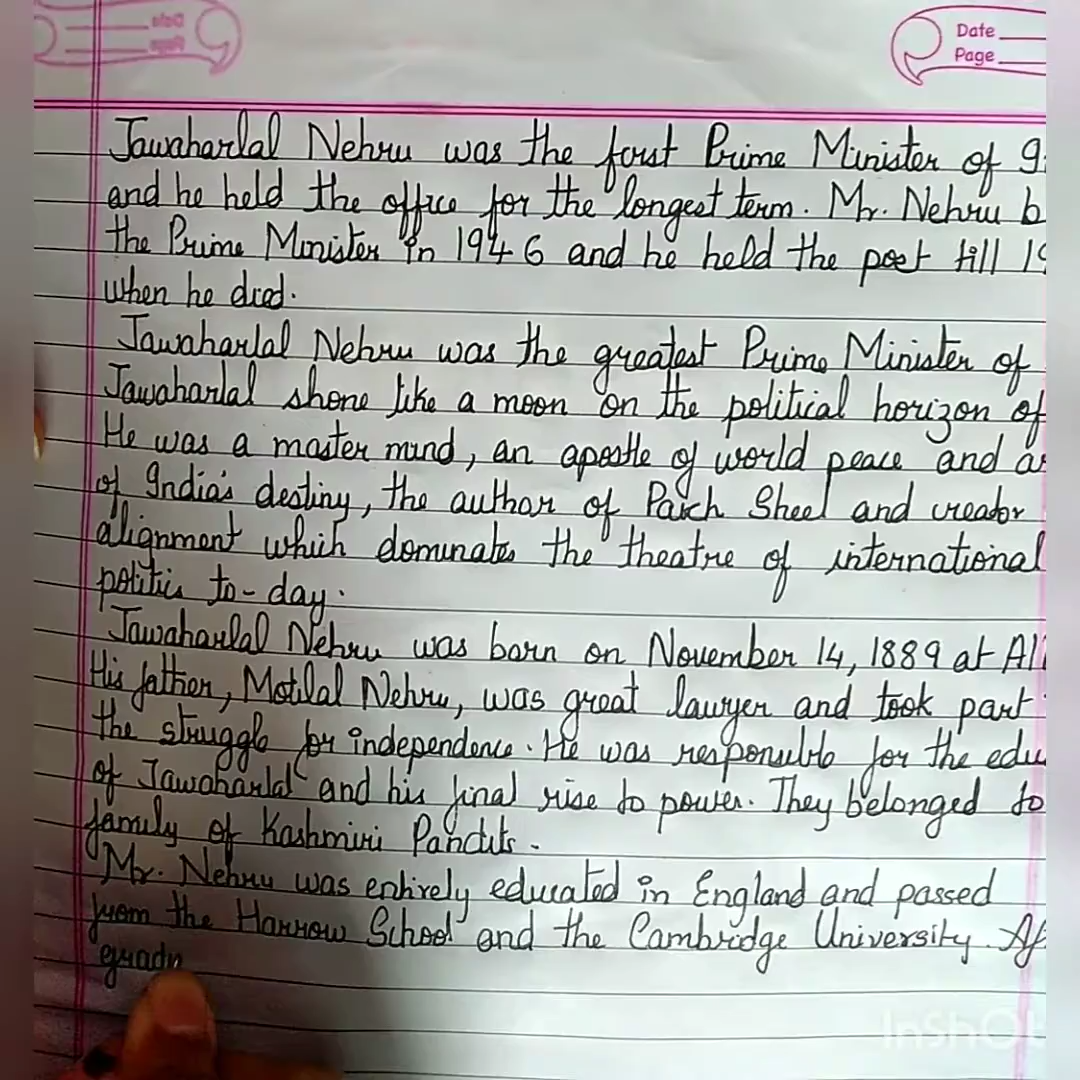 Date
Page
Jawaharlal Nehru was the first Prime Minister of
and he held the office for the longest term. Mr. Nehru b
the Prime Minister in 1946 and he held the post till 19
when he died.
Jawaharlal Nehru was the greatest Prime Minister of
Jawaharlal shone like a moon on the political horizon of
He was a master mind, an apostle of world peace and a
of India's destiny, the author of Panch Sheel and creator
alignment which dominates the theatre of international
politics to-day.
Jawaharlal Nehru was born on November 14, 1889 at Al
His father, Motilal Nehru, was great lawyer and took part
the struggle for independence. He was responsible for the edu
of Jawaharlal and his final rise to power. They belonged to
family of Kashmiri Pandits.
Mr. Nehru was entirely educated in England and passed
from the Harrow School and the Cambridge University. Af
gradu
InShOt